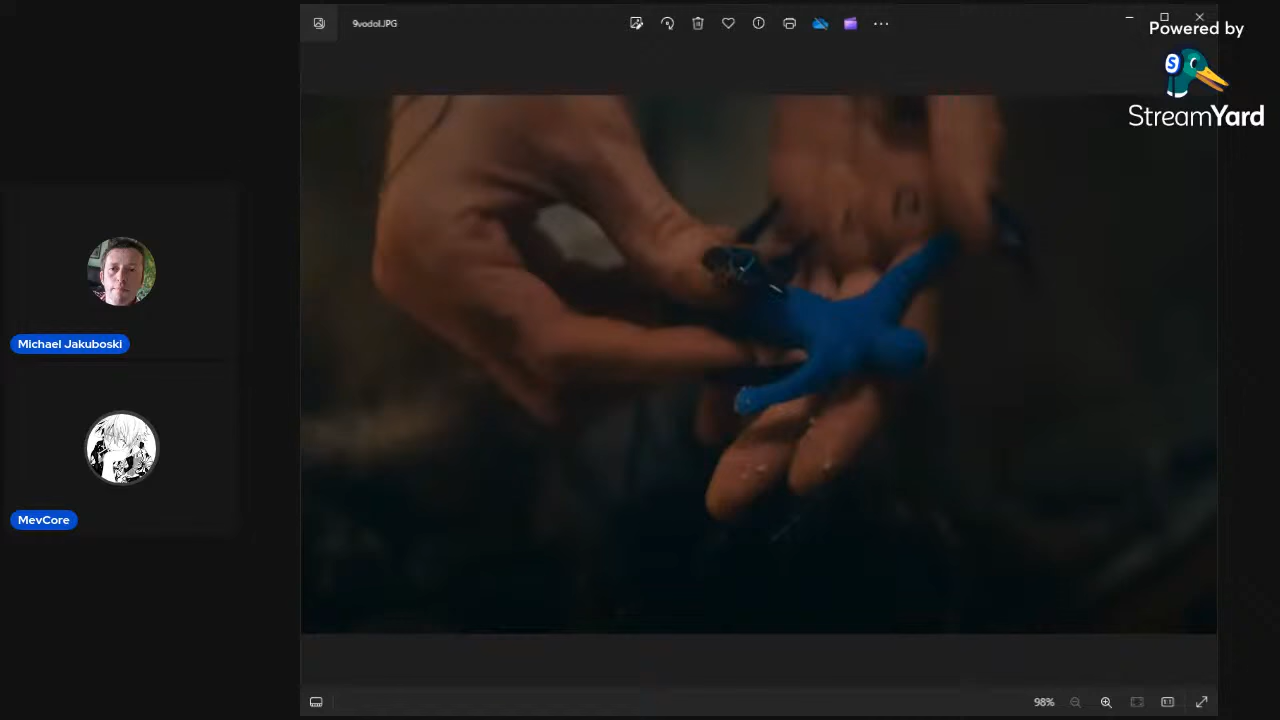 9vodol.JPG
Powered by
S
StreamYard
Michael Jakuboski
MevCore
98%